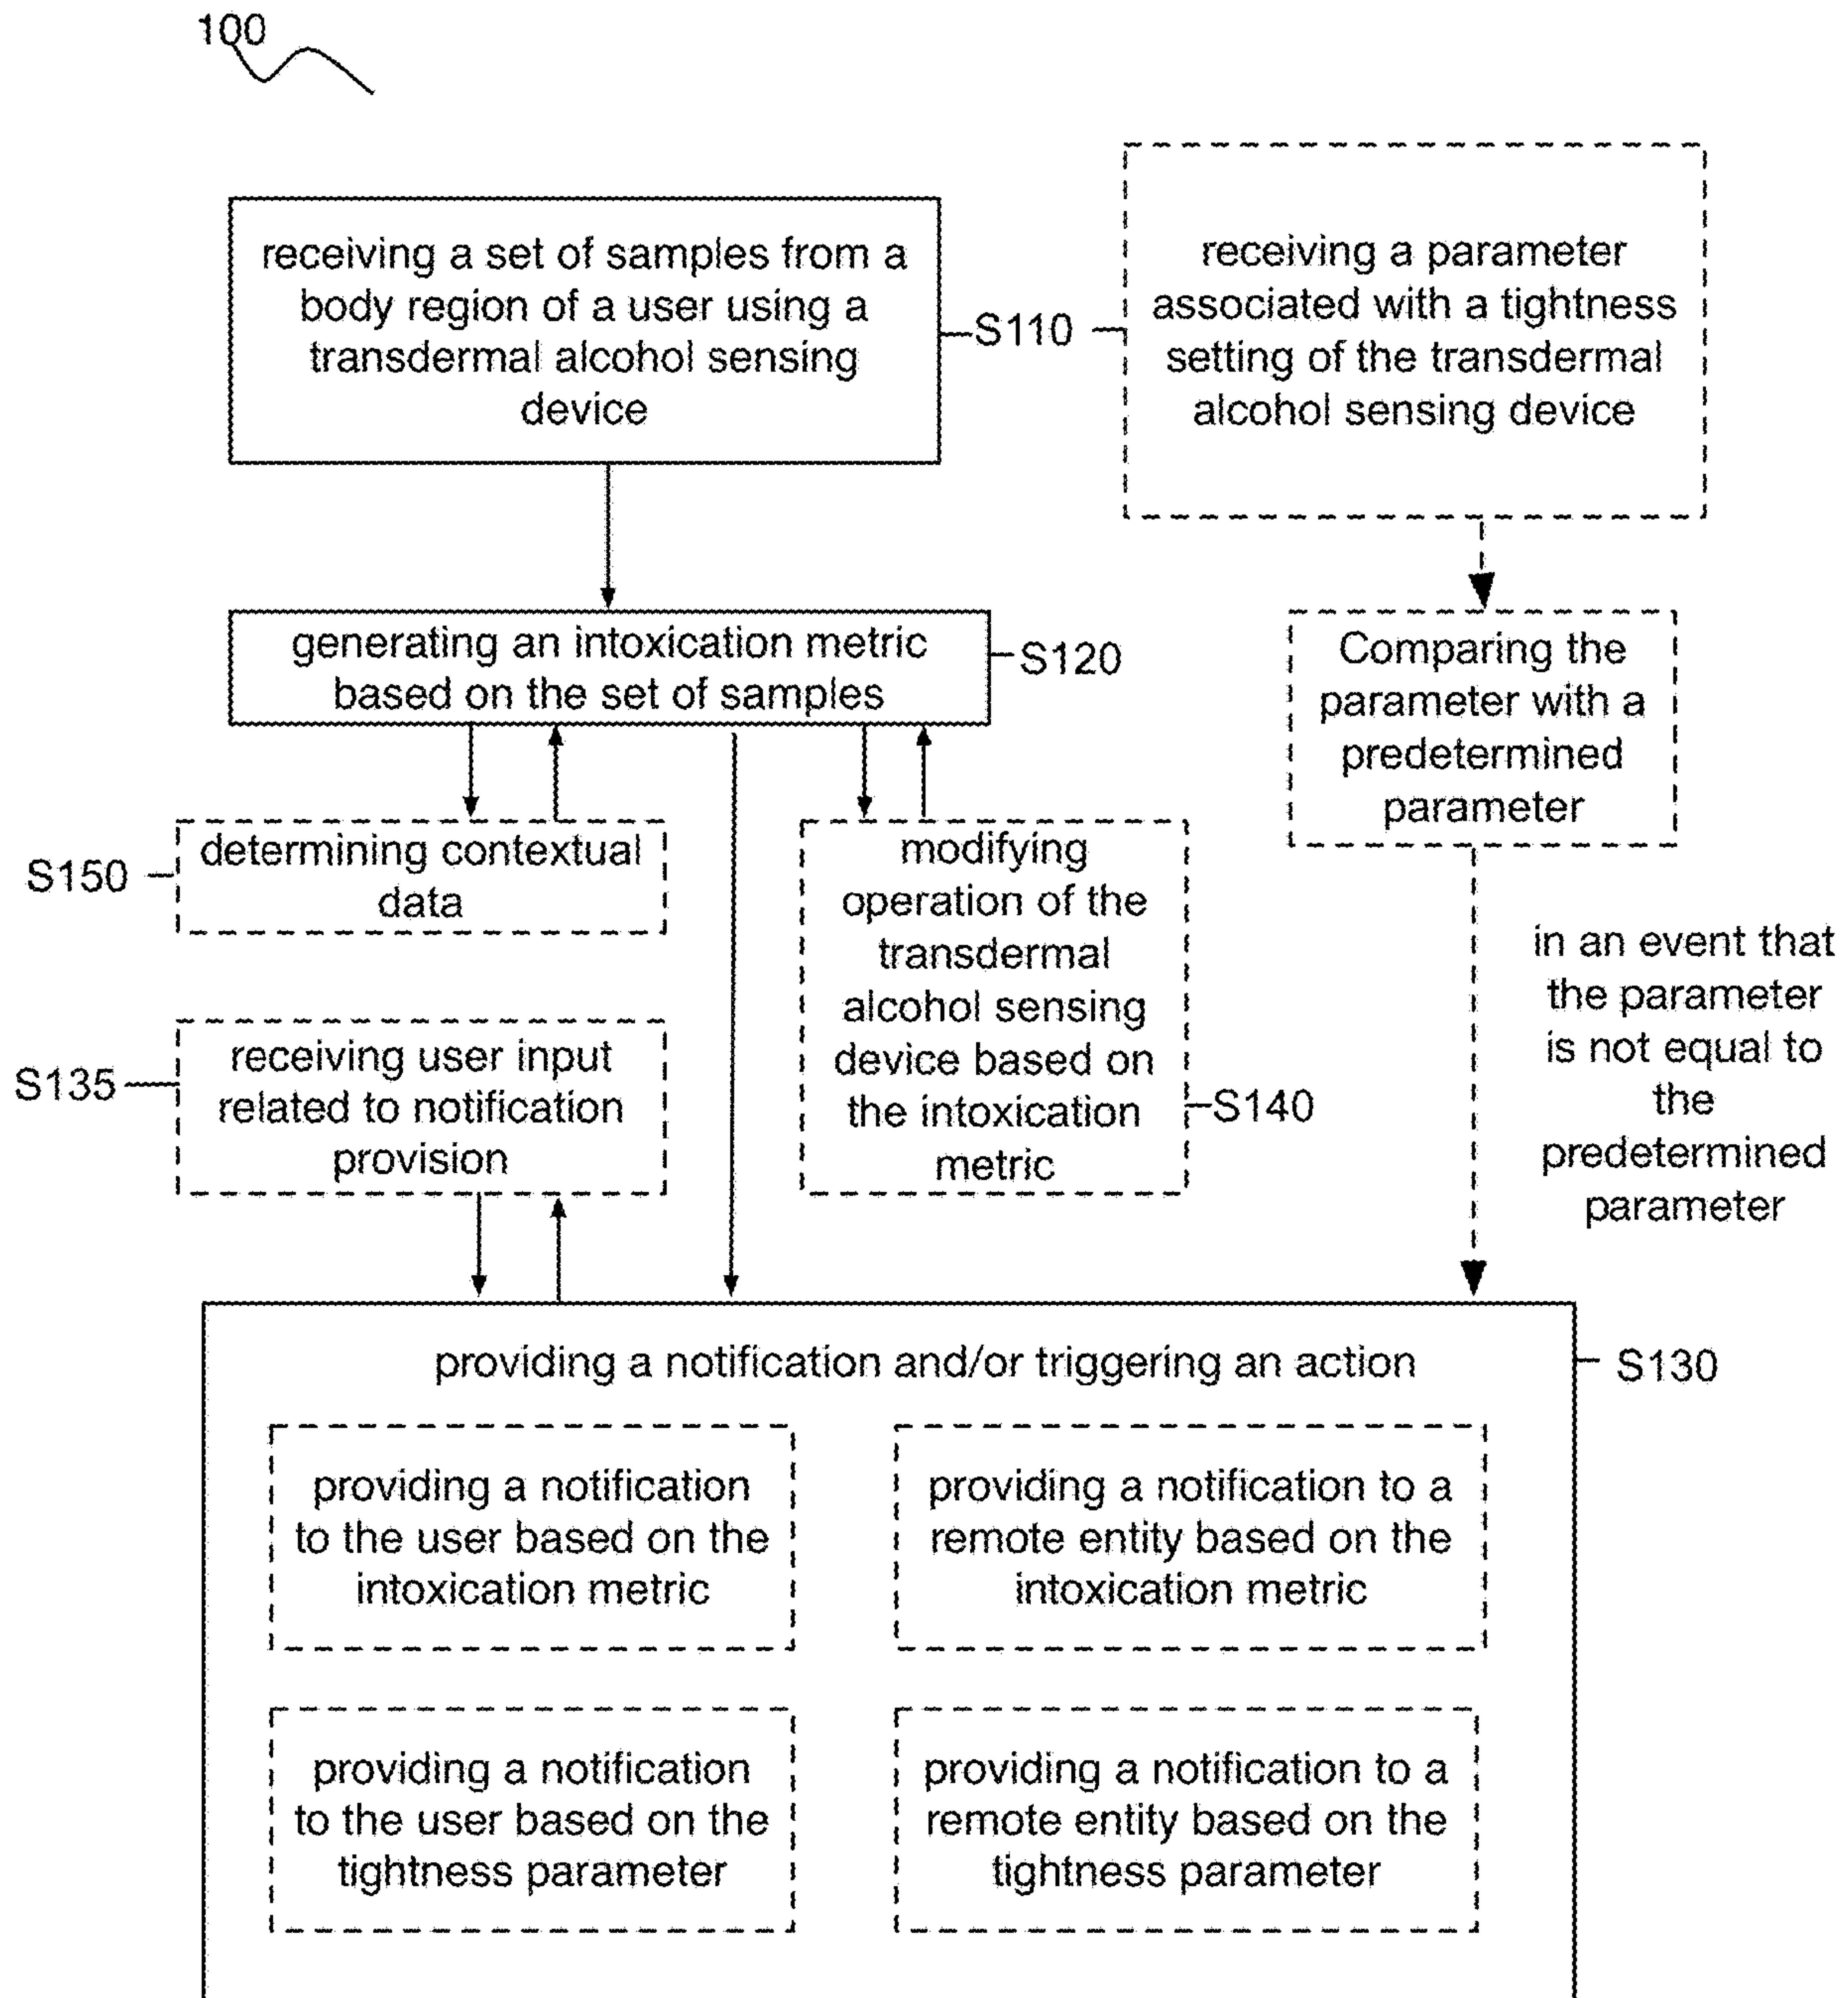 100
receiving a set of samples from a
body region of a user using a
transdermal alcohol sensing
device
S110
receiving a parameter
associated with a tightness
setting of the transdermal
alcohol sensing device
generating an intoxication metric
based on the set of samples
S120
Comparing the
parameter with a
predetermined
parameter
S150
determining contextual
data
modifying
operation of the
transdermal
alcohol sensing
device based on
the intoxication
metric
S140
in an event that
the parameter
is not equal to
the
predetermined
parameter
S135
receiving user input
related to notification
provision
providing a notification and/or triggering an action
S130
providing a notification
to the user based on the
intoxication metric
providing a notification to a
remote entity based on the
intoxication metric
providing a notification
to the user based on the
tightness parameter
providing a notification to a
remote entity based on the
tightness parameter